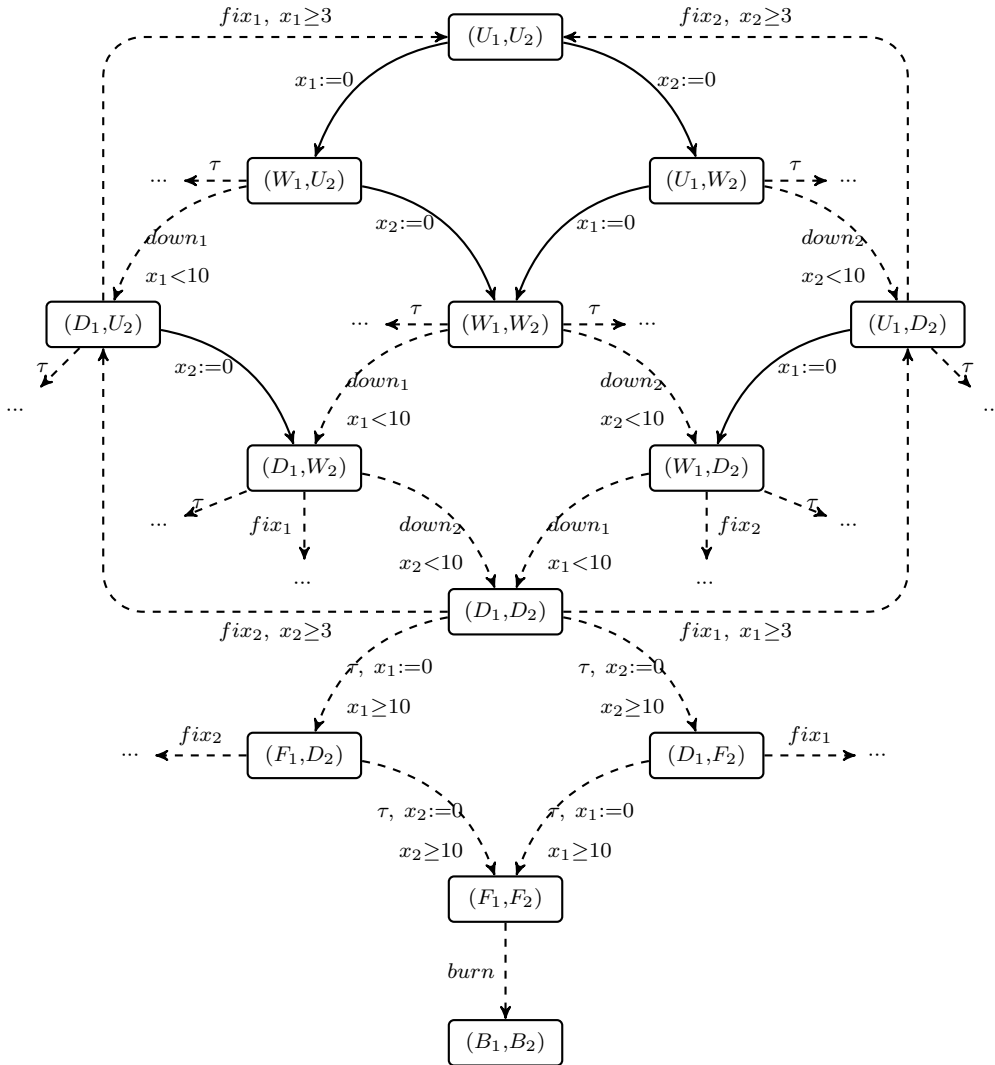 fix₁, x₁≥3
fix₂, x₂≥3
(U₁,U₂)
x₁:=0
x₂:=0
... τ (W₁,U₂)
(U₁,W₂) τ ...
x₂:=0
x₁:=0
down₁
x₁<10
down₂
x₂<10
(D₁,U₂)
... τ (W₁,W₂) τ ...
(U₁,D₂)
τ
...
x₂:=0
down₁
x₁<10
down₂
x₂<10
x₁:=0
τ
...
(D₁,W₂)
(W₁,D₂)
... τ
fix₁
...
down₂
x₂<10
down₁
x₁<10
fix₂
...
τ ...
(D₁,D₂)
fix₂, x₂≥3
fix₁, x₁≥3
τ, x₁:=0
x₁≥10
τ, x₂:=0
x₂≥10
... fix₂ (F₁,D₂)
(D₁,F₂) fix₁ ...
τ, x₂:=0
x₂≥10
τ, x₁:=0
x₁≥10
(F₁,F₂)
burn
(B₁,B₂)